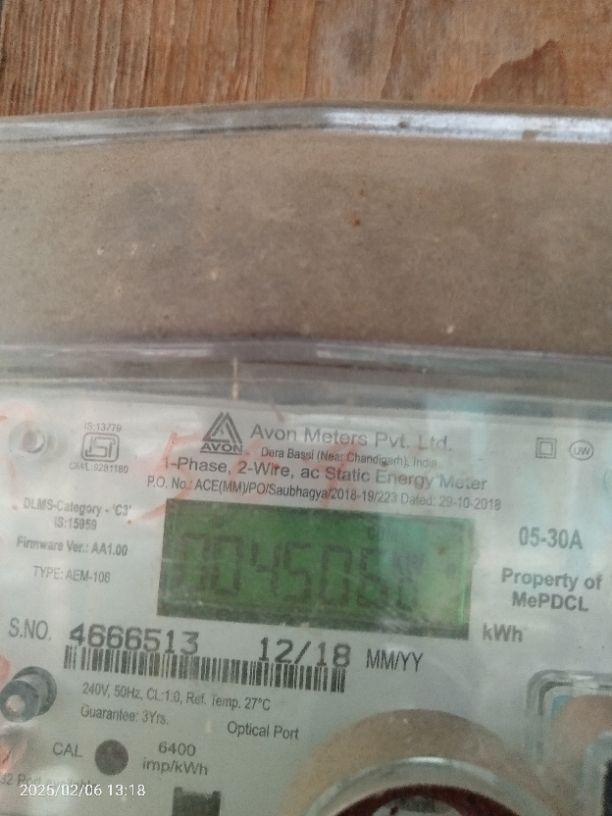 IS:13779
CM/L:9281180
AVON
Avon Meters Pvt. Ltd.
Dera Bassi (Near Chandigarh), India
UW
1-Phase, 2-Wire, ac Static Energy Meter
P.O. No.: ACE(MM)/PO/Saubhagya/2018-19/223 Dated: 29-10-2018
DLMS-Category - 'C3'
IS:15959
Firmware Ver.: AA1.00
TYPE: AEM-106
05-30A
Property of
MePDCL
kWh
S.NO. 4666513 12/18 MM/YY
240V, 50Hz, CL:1.0, Ref. Temp. 27°C
Guarantee: 3Yrs.
Optical Port
CAL 6400
imp/kWh
2025/02/06 13:18